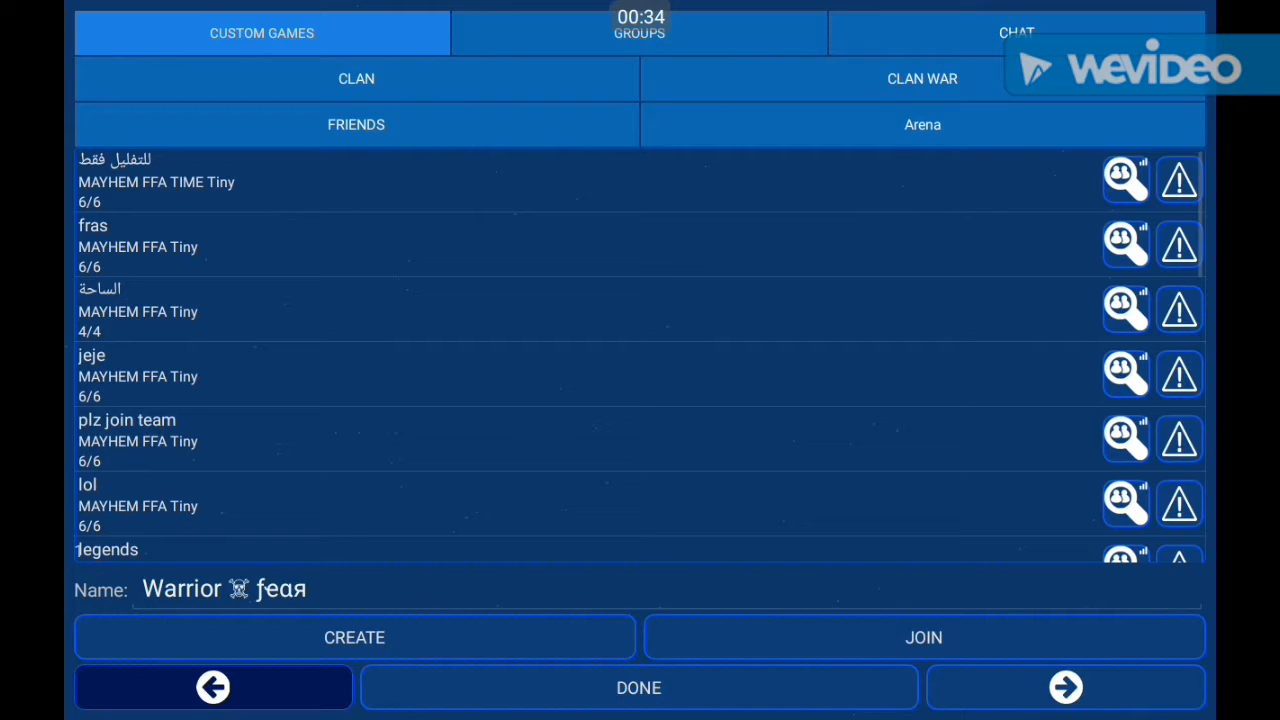 00:34
CUSTOM GAMES
GROUPS
CHAT
WEVIDEO
CLAN
CLAN WAR
FRIENDS
Arena
للتفليل فقط
MAYHEM FFA TIME Tiny
6/6
fras
MAYHEM FFA Tiny
6/6
الساحة
MAYHEM FFA Tiny
4/4
jeje
MAYHEM FFA Tiny
6/6
plz join team
MAYHEM FFA Tiny
6/6
lol
MAYHEM FFA Tiny
6/6
legends
Name: Warrior ☠ ƒeαя
CREATE
JOIN
DONE